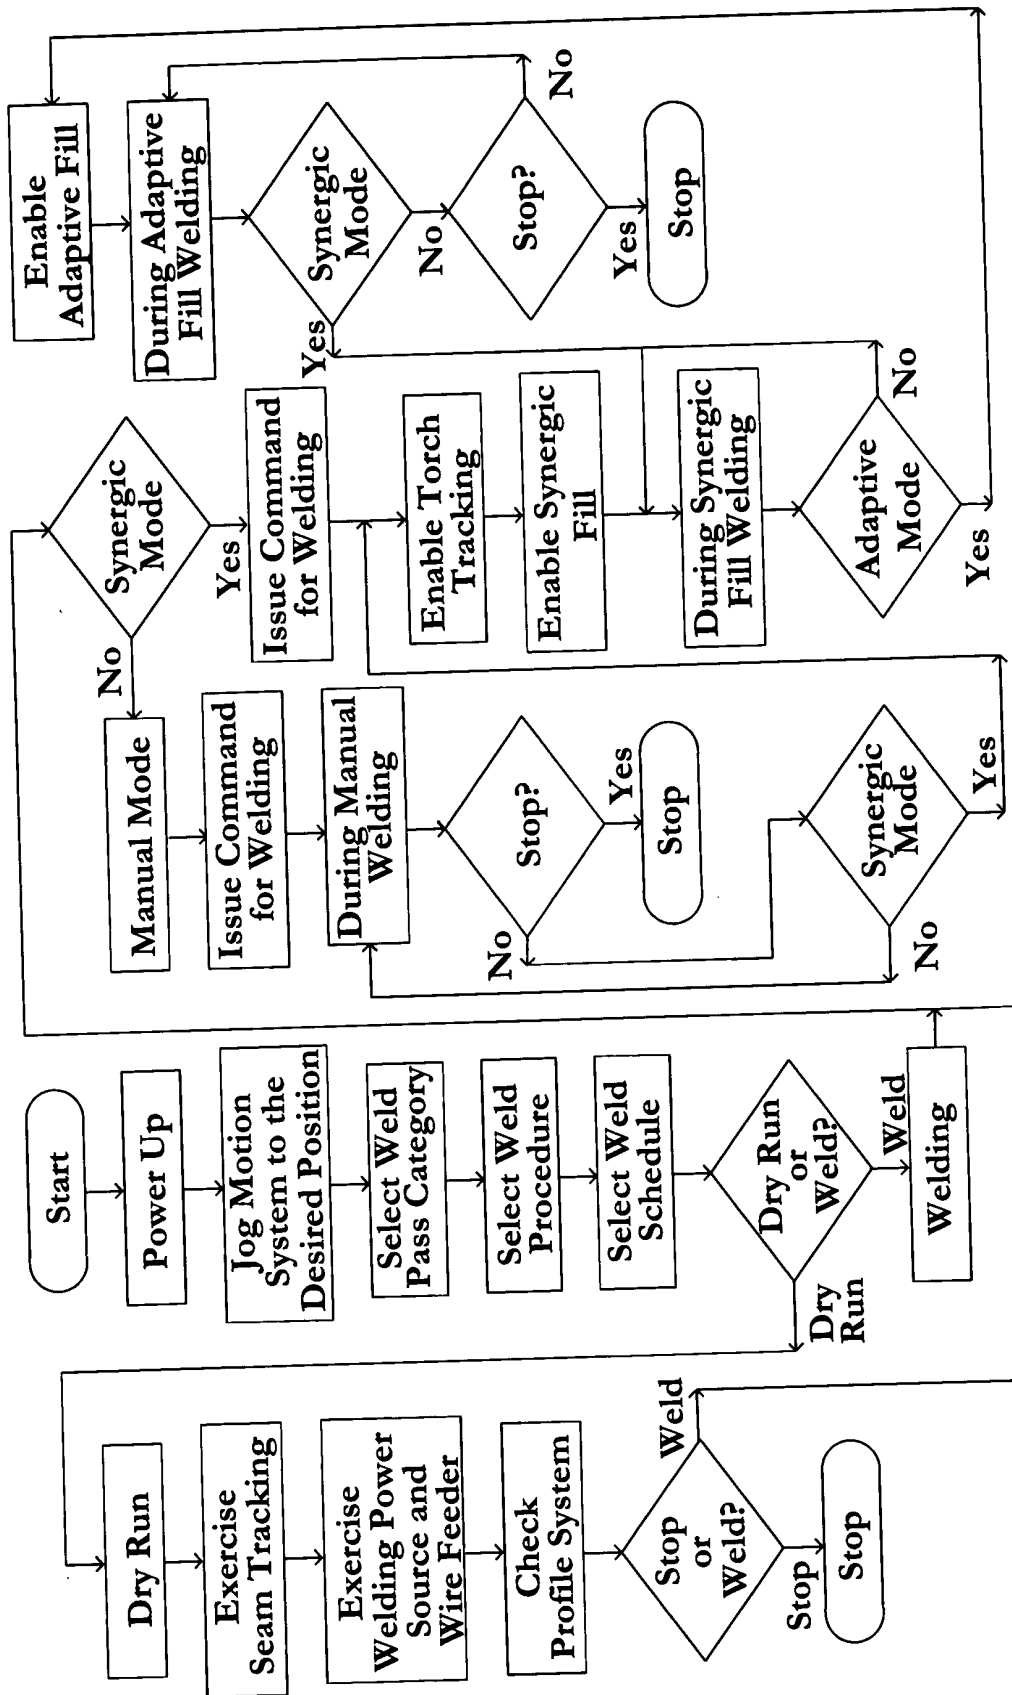 Dry Run
Exercise
Seam Tracking
Exercise
Welding Power
Source and
Wire Feeder
Check
Profile System
Stop
or
Weld?
Weld
Stop
Stop
Start
Power Up
Jog Motion
System to the
Desired Position
Select Weld
Pass Category
Select Weld
Procedure
Select Weld
Schedule
Dry Run
or
Weld?
Dry
Run
Weld
Welding
Manual Mode
Issue Command
for Welding
During Manual
Welding
Stop?
No
Yes
Stop
Synergic
Mode
No
Yes
Synergic
Mode
No
Yes
Issue Command
for Welding
Enable Torch
Tracking
Enable Synergic
Fill
During Synergic
Fill Welding
Adaptive
Mode
No
Yes
Enable
Adaptive Fill
During Adaptive
Fill Welding
Synergic
Mode
Yes
No
Stop?
No
Yes
Stop